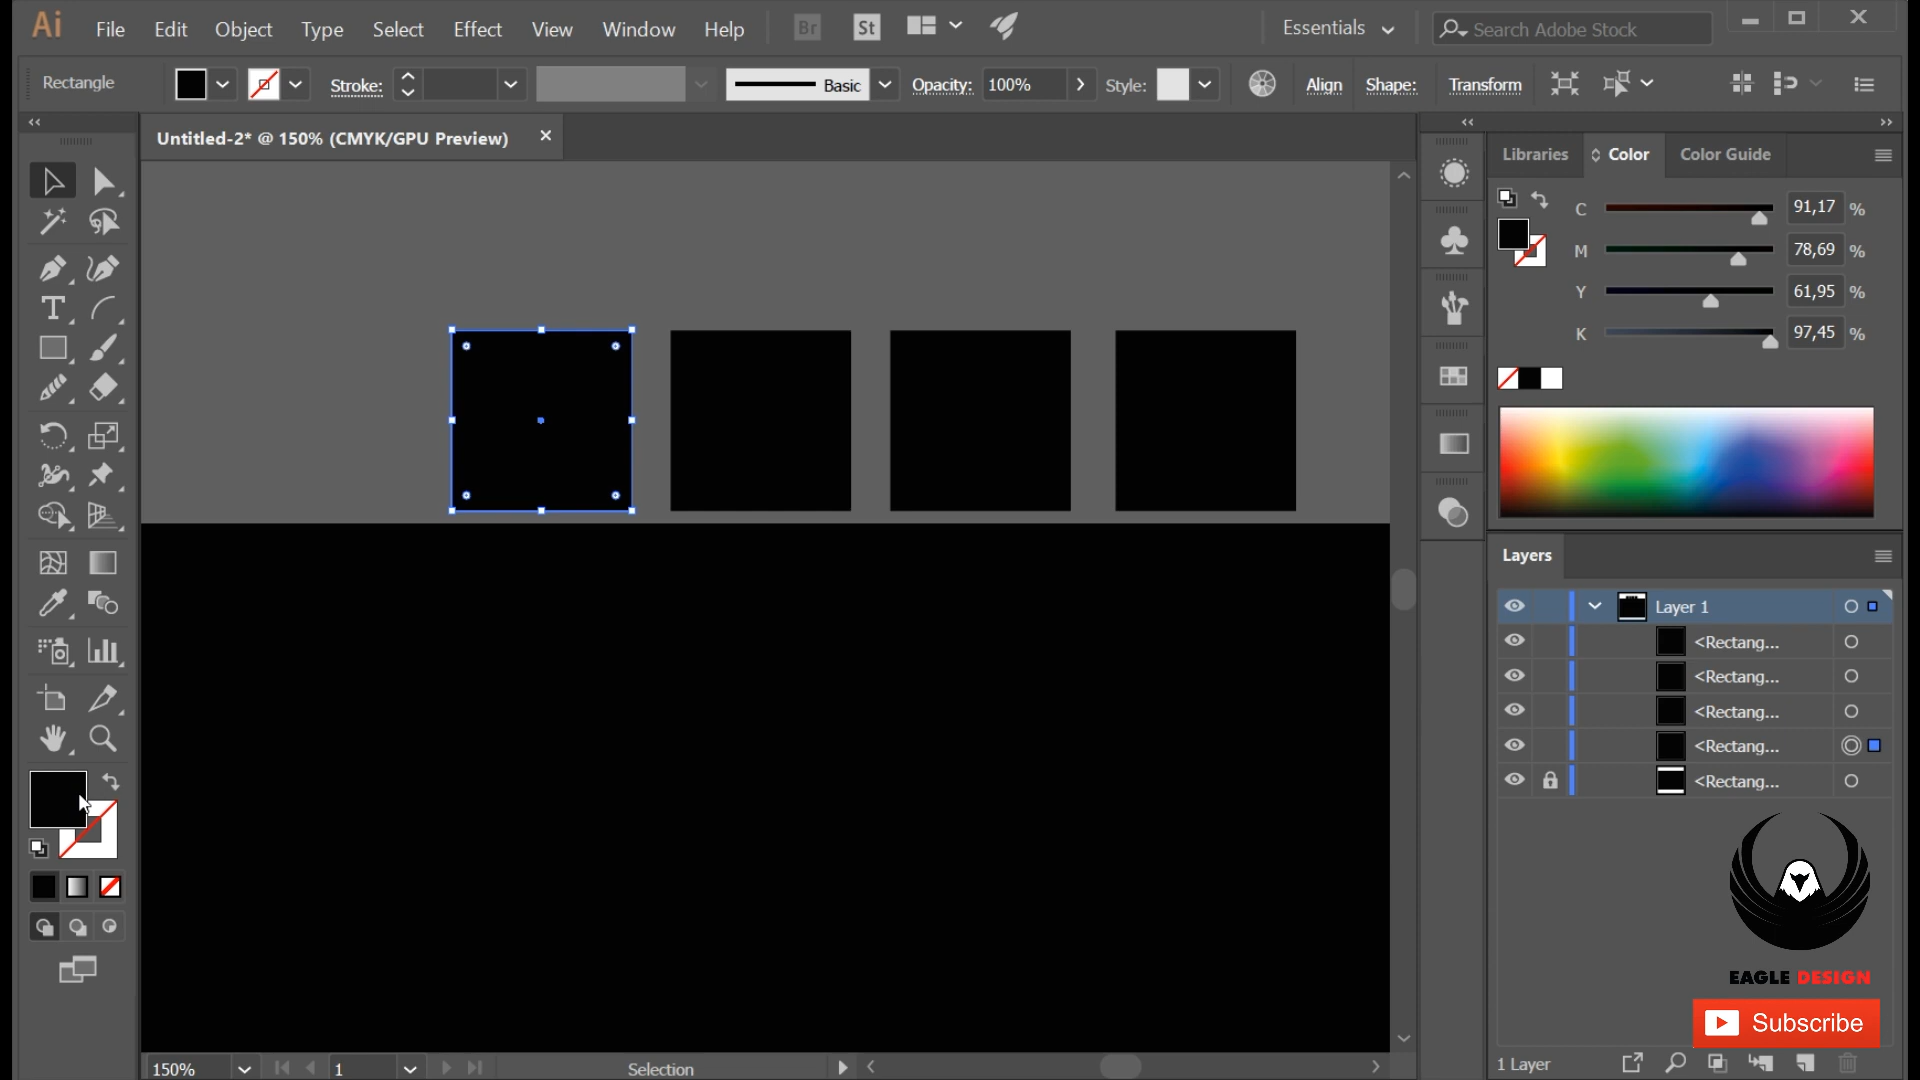 Ai File Edit Object Type Select Effect View Window Help Br St Essentials Search Adobe Stock
Rectangle Stroke: Basic Opacity: 100% Style: Align Shape: Transform
Untitled-2* @ 150% (CMYK/GPU Preview)
Libraries Color Color Guide
C 91,17 %
M 78,69 %
Y 61,95 %
K 97,45 %
Layers
Layer 1
<Rectang...
<Rectang...
<Rectang...
<Rectang...
<Rectang...
EAGLE DESIGN
Subscribe
150% 1 Selection
1 Layer